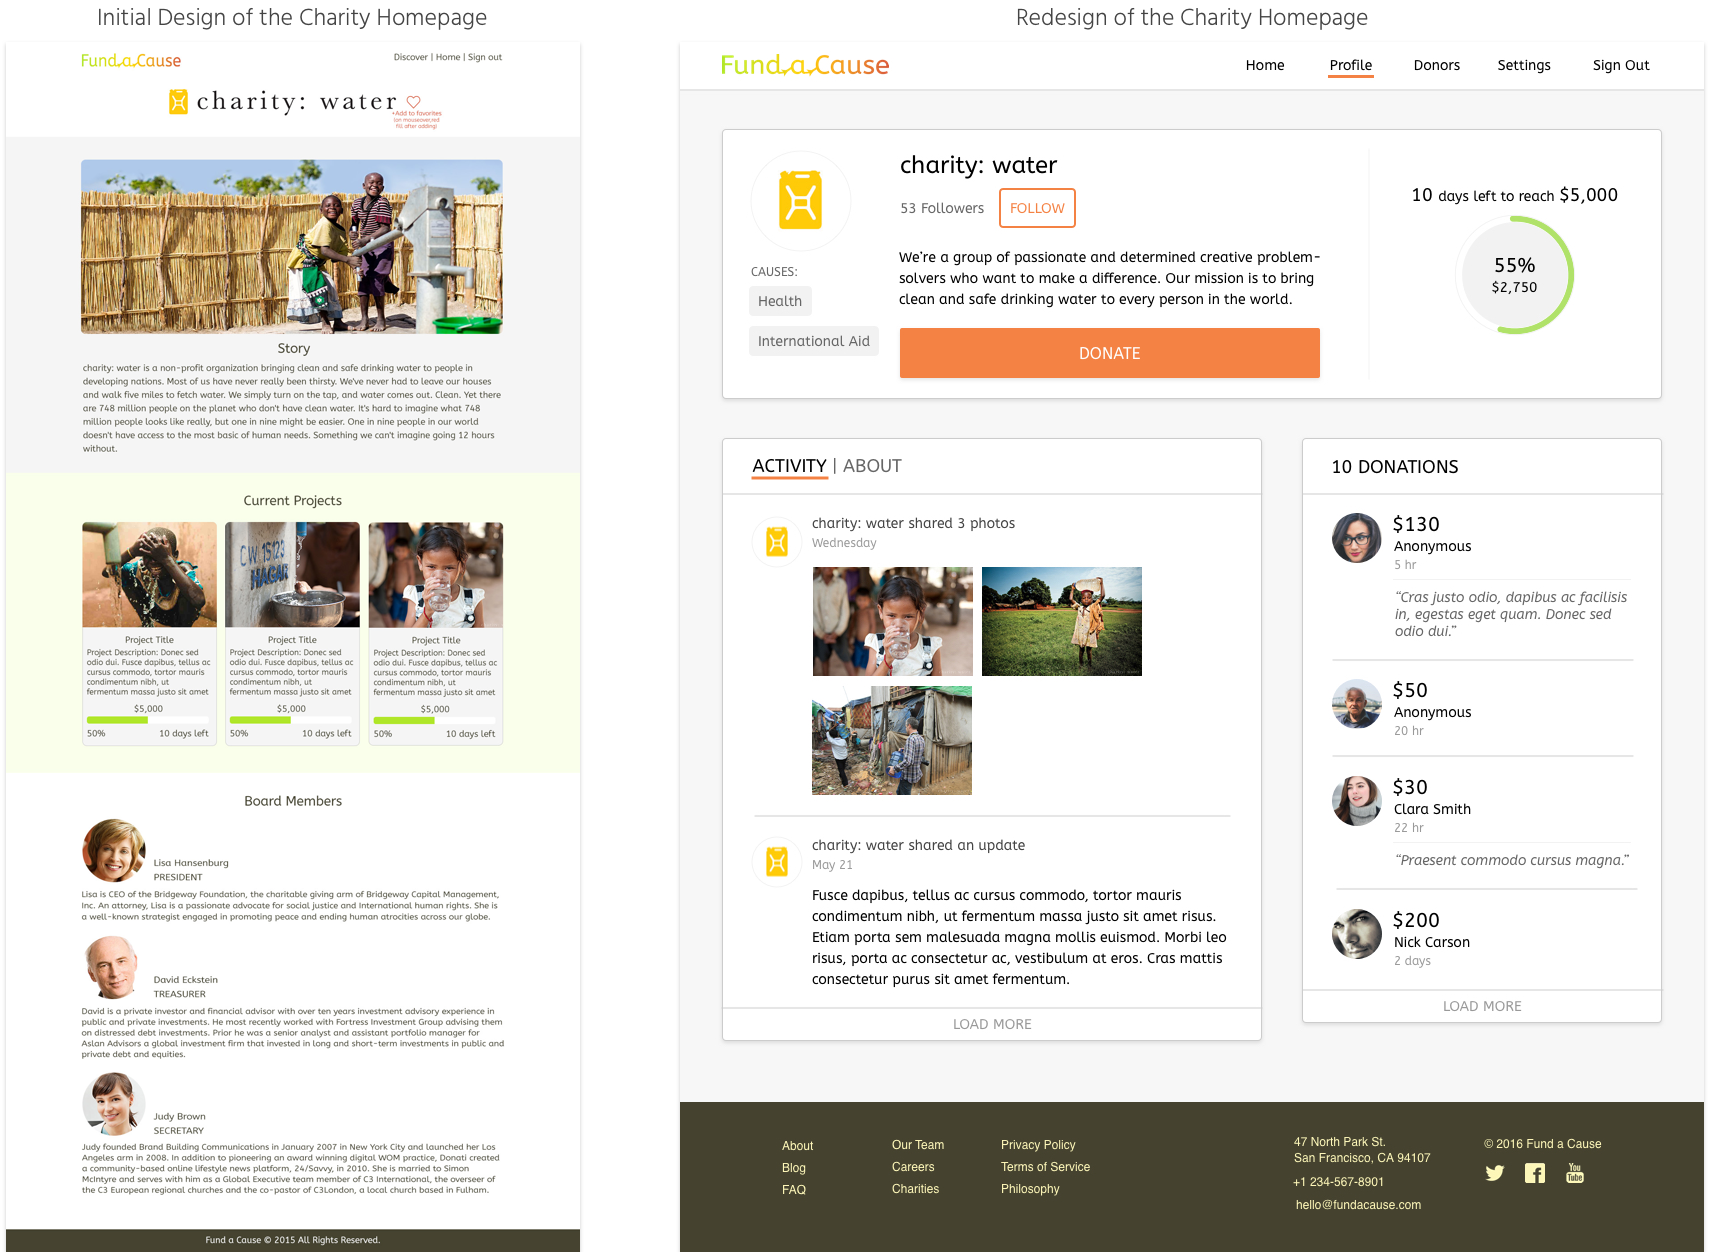 Initial Design of the Charity Homepage
Fund a Cause
Discover | Home | Sign out
charity: water
+Add to favorites
(on mouseover,red
fill after adding)
Story
charity: water is a non-profit organization bringing clean and safe drinking water to people in
developing nations. Most of us have never really been thirsty. We've never had to leave our houses
and walk five miles to fetch water. We simply turn on the tap, and water comes out. Clean. Yet there
are 748 million people on the planet who don't have clean water. It's hard to imagine what 748
million people looks like really, but one in nine might be easier. One in nine people in our world
doesn't have access to the most basic of human needs. Something we can't imagine going 12 hours
without.
Current Projects
CW 15123
NAGAR
Project Title
Project Description: Donec sed
odio dui. Fusce dapibus, tellus ac
cursus commodo, tortor mauris
condimentum nibh, ut
fermentum massa justo sit amet
$5,000
50% 10 days left
Project Title
Project Description: Donec sed
odio dui. Fusce dapibus, tellus ac
cursus commodo, tortor mauris
condimentum nibh, ut
fermentum massa justo sit amet
$5,000
50% 10 days left
Project Title
Project Description: Donec sed
odio dui. Fusce dapibus, tellus ac
cursus commodo, tortor mauris
condimentum nibh, ut
fermentum massa justo sit amet
$5,000
50% 10 days left
Board Members
Lisa Hansenburg
PRESIDENT
Lisa is CEO of the Bridgeway Foundation, the charitable giving arm of Bridgeway Capital Management,
Inc. An attorney, Lisa is a passionate advocate for social justice and International human rights. She is
a well-known strategist engaged in promoting peace and ending human atrocities across our globe.
David Eckstein
TREASURER
David is a private investor and financial advisor with over ten years investment advisory experience in
public and private investments. He most recently worked with Fortress Investment Group advising them
on distressed debt investments. Prior he was a senior analyst and assistant portfolio manager for
Aslan Advisors a global investment firm that invested in long and short-term investments in public and
private debt and equities.
Judy Brown
SECRETARY
Judy founded Brand Building Communications in January 2007 in New York City and launched her Los
Angeles arm in 2008. In addition to pioneering an award winning digital WOM practice, Donati created
a community-based online lifestyle news platform, 24/Savvy, in 2010. She is married to Simon
McIntyre and serves with him as a Global Executive team member of C3 International, the overseer of
the C3 European regional churches and the co-pastor of C3London, a local church based in Fulham.
Fund a Cause © 2015 All Rights Reserved.
Redesign of the Charity Homepage
Fund a Cause
Home Profile Donors Settings Sign Out
charity: water
53 Followers FOLLOW
CAUSES:
Health
International Aid
We're a group of passionate and determined creative problem-
solvers who want to make a difference. Our mission is to bring
clean and safe drinking water to every person in the world.
DONATE
10 days left to reach $5,000
55%
$2,750
ACTIVITY | ABOUT
charity: water shared 3 photos
Wednesday
charity: water shared an update
May 21
Fusce dapibus, tellus ac cursus commodo, tortor mauris
condimentum nibh, ut fermentum massa justo sit amet risus.
Etiam porta sem malesuada magna mollis euismod. Morbi leo
risus, porta ac consectetur ac, vestibulum at eros. Cras mattis
consectetur purus sit amet fermentum.
LOAD MORE
10 DONATIONS
$130
Anonymous
5 hr
“Cras justo odio, dapibus ac facilisis
in, egestas eget quam. Donec sed
odio dui.”
$50
Anonymous
20 hr
$30
Clara Smith
22 hr
“Praesent commodo cursus magna.”
$200
Nick Carson
2 days
LOAD MORE
About
Blog
FAQ
Our Team
Careers
Charities
Privacy Policy
Terms of Service
Philosophy
47 North Park St.
San Francisco, CA 94107
+1 234-567-8901
hello@fundacause.com
© 2016 Fund a Cause
You
Tube